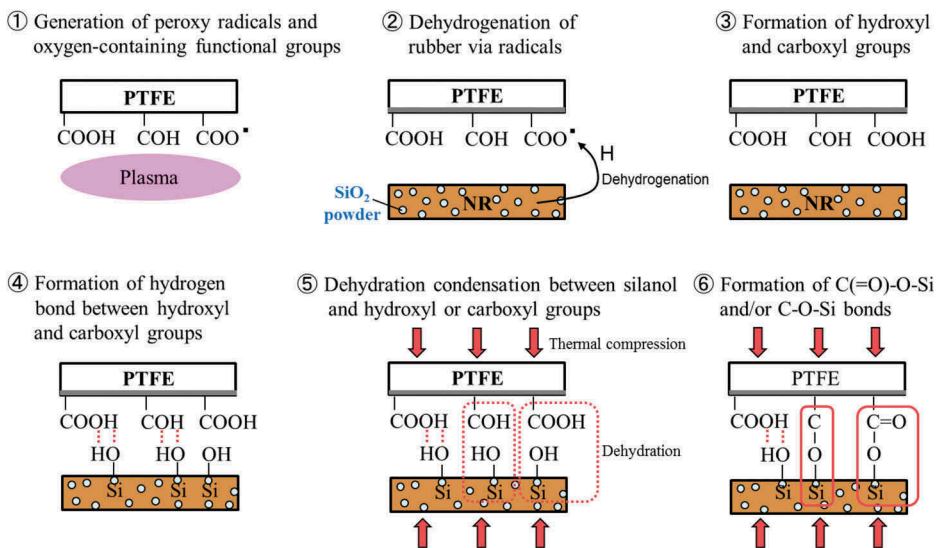 ① Generation of peroxy radicals and
oxygen-containing functional groups
PTFE
COOH COH COO▪
Plasma
② Dehydrogenation of
rubber via radicals
PTFE
COOH COH COO▪
H
Dehydrogenation
SiO₂
powder
NR
③ Formation of hydroxyl
and carboxyl groups
PTFE
COOH COH COOH
NR
④ Formation of hydrogen
bond between hydroxyl
and carboxyl groups
PTFE
COOH COH COOH
HO HO OH
Si Si Si
⑤ Dehydration condensation between silanol
and hydroxyl or carboxyl groups
Thermal compression
PTFE
COOH COH COOH
HO HO OH
Dehydration
Si Si Si
⑥ Formation of C(=O)-O-Si
and/or C-O-Si bonds
PTFE
COOH C C=O
HO O O
Si Si Si